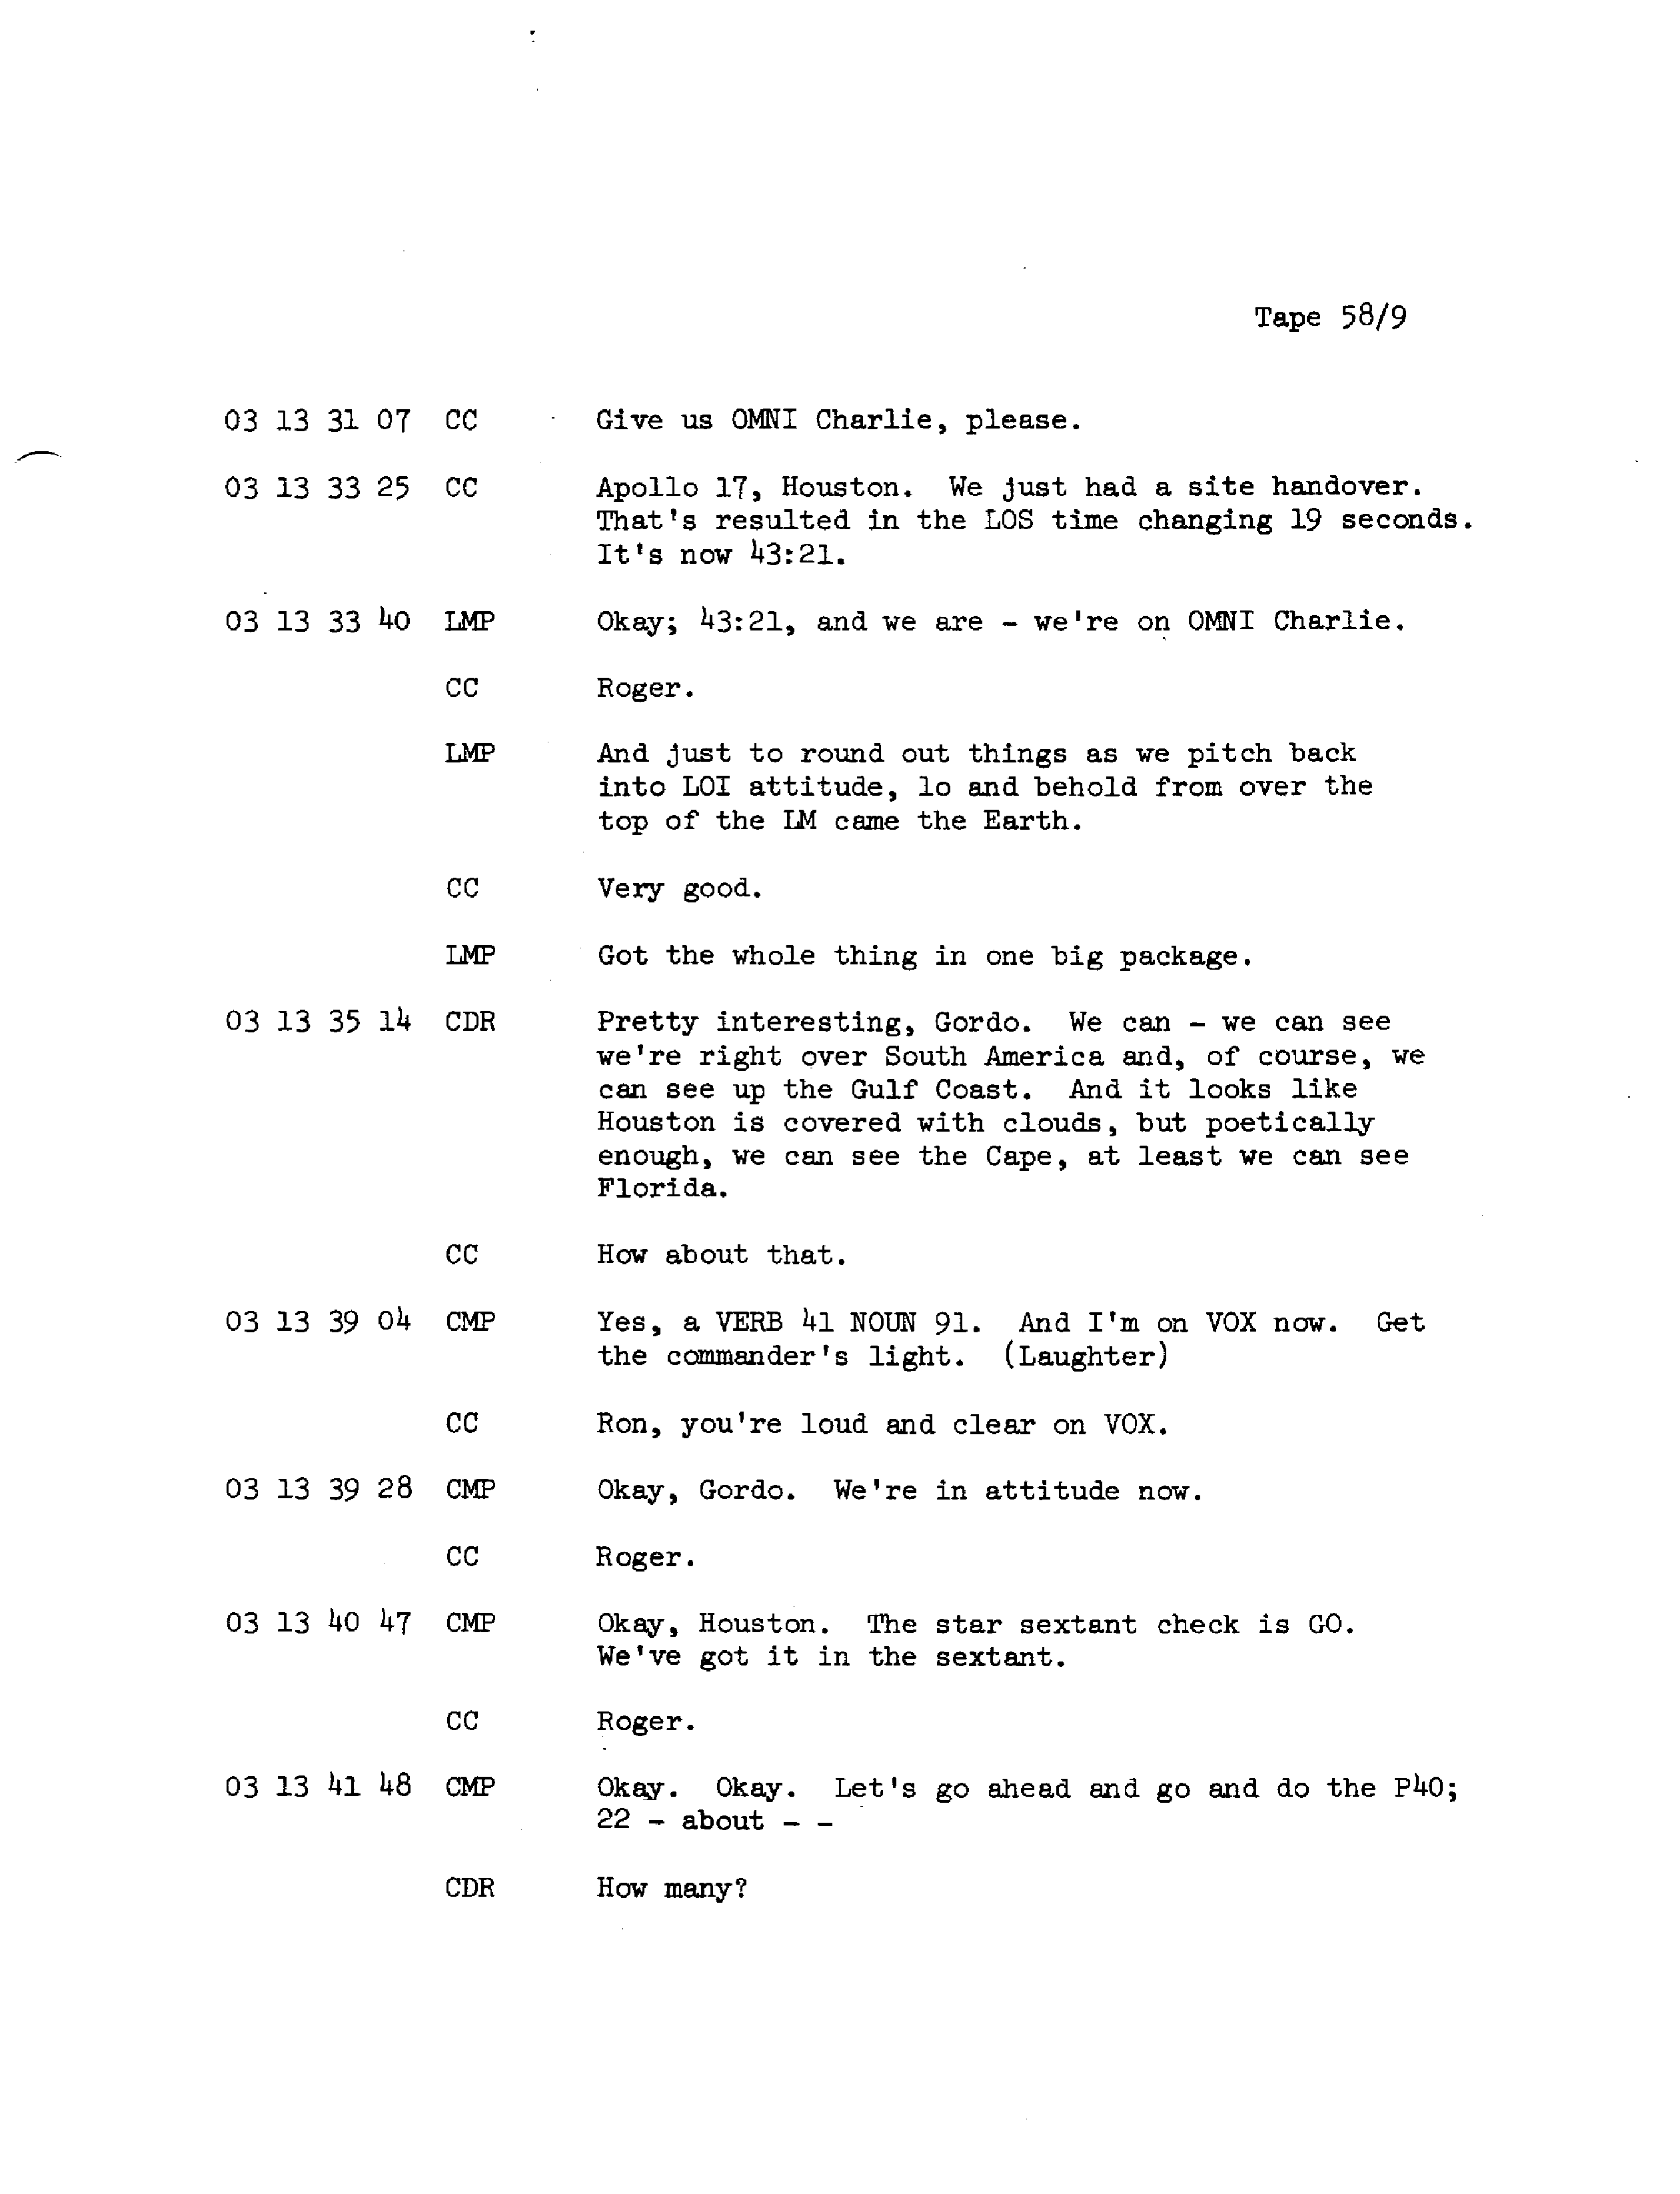 Tape 58/9
03 13 31 07 CC Give us OMNI Charlie, please.
03 13 33 25 CC Apollo 17, Houston. We just had a site handover.
That's resulted in the LOS time changing 19 seconds.
It's now 43:21.
03 13 33 40 LMP Okay; 43:21, and we are - we're on OMNI Charlie.
CC Roger.
LMP And just to round out things as we pitch back
into LOI attitude, lo and behold from over the
top of the LM came the Earth.
CC Very good.
LMP Got the whole thing in one big package.
03 13 35 14 CDR Pretty interesting, Gordo. We can - we can see
we're right over South America and, of course, we
can see up the Gulf Coast. And it looks like
Houston is covered with clouds, but poetically
enough, we can see the Cape, at least we can see
Florida.
CC How about that.
03 13 39 04 CMP Yes, a VERB 41 NOUN 91. And I'm on VOX now. Get
the commander's light. (Laughter)
CC Ron, you're loud and clear on VOX.
03 13 39 28 CMP Okay, Gordo. We're in attitude now.
CC Roger.
03 13 40 47 CMP Okay, Houston. The star sextant check is GO.
We've got it in the sextant.
CC Roger.
03 13 41 48 CMP Okay. Okay. Let's go ahead and go and do the P40;
22 - about - -
CDR How many?